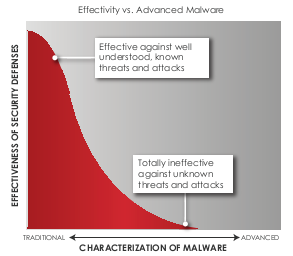 Effectivity vs. Advanced Malware
EFFECTIVENESS OF SECURITY DEFENSES
Effective against well
understood, known
threats and attacks
Totally ineffective
against unknown
threats and attacks
TRADITIONAL
ADVANCED
CHARACTERIZATION OF MALWARE